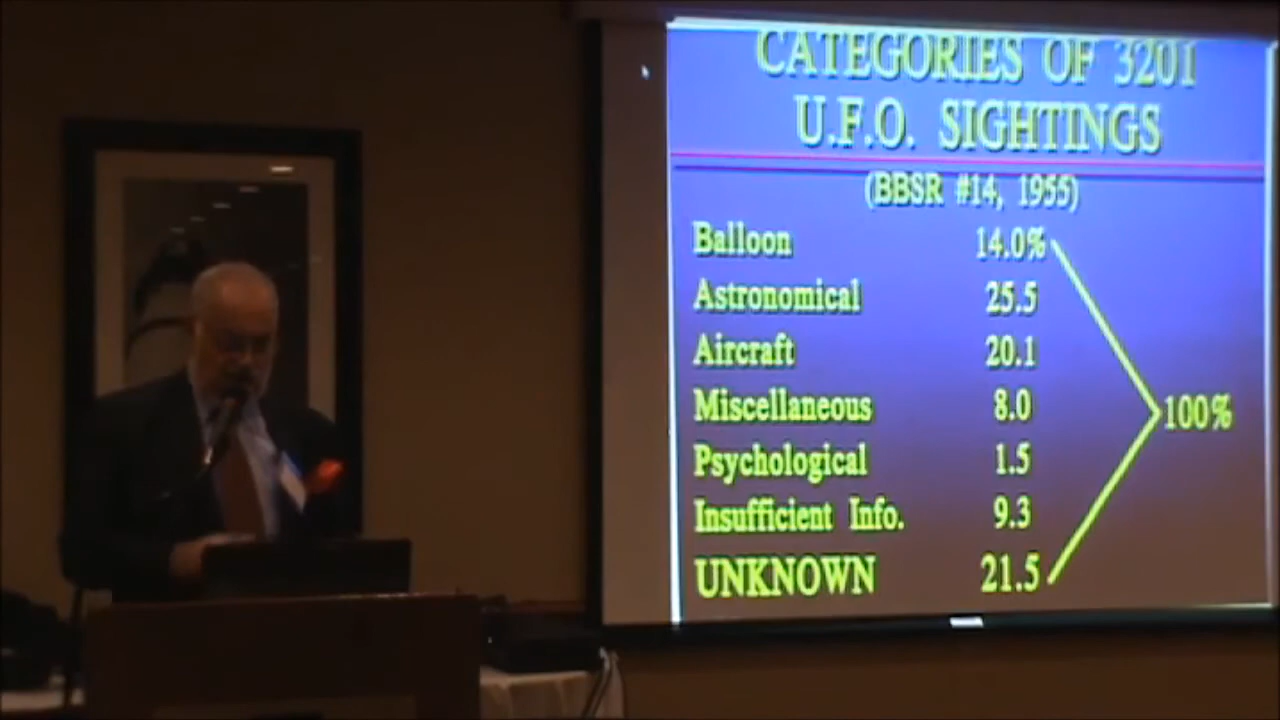 CATEGORIES OF 3201
U.F.O. SIGHTINGS
(BBSR #14, 1955)
Balloon 14.0%
Astronomical 25.5
Aircraft 20.1
Miscellaneous 8.0
Psychological 1.5
Insufficient Info. 9.3
UNKNOWN 21.5
100%